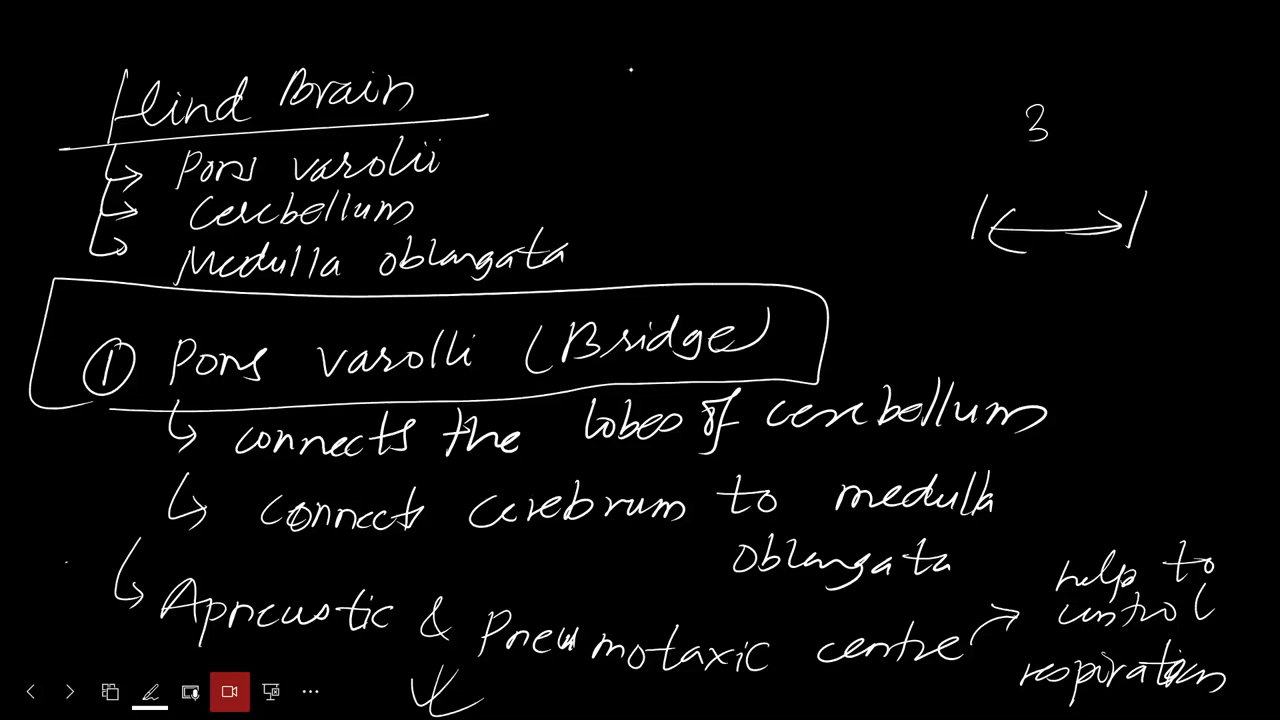 Hind Brain
Pons varolii
Cerebellum
Medulla oblangata
3
① Pons varolli (Bridge)
connects the lobes of cerebellum
connects cerebrum to medulla
oblangata
Apneustic & Pneumotaxic centre
help to
control
respiration